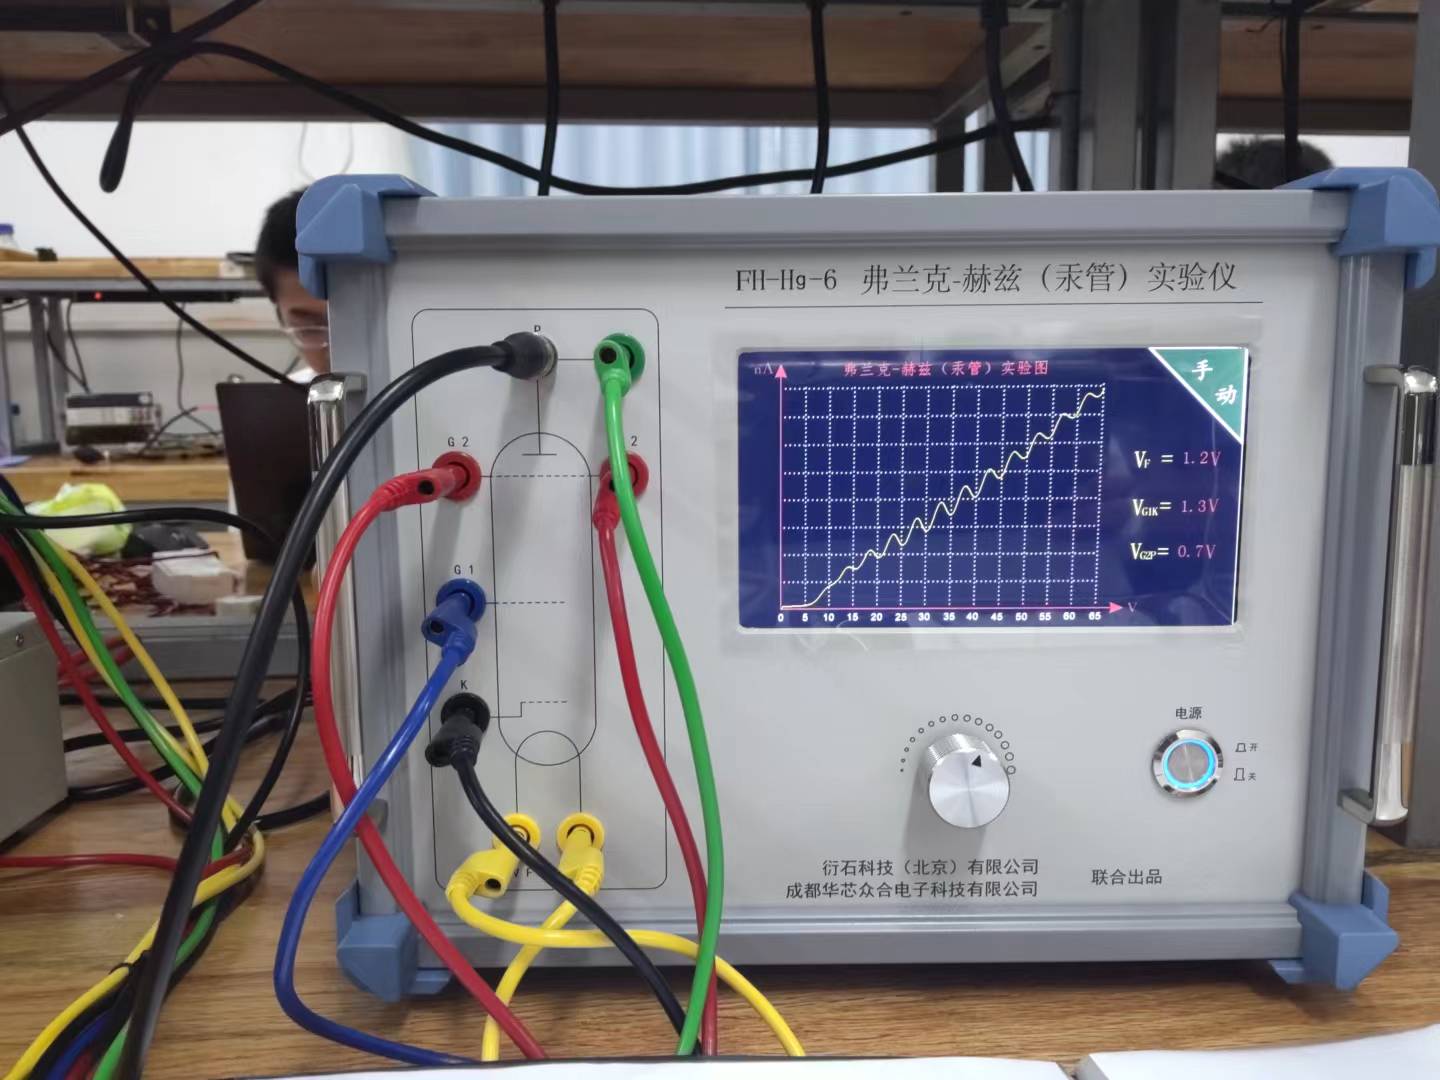 FH-Hg-6 弗兰克-赫兹（汞管）实验仪
P
G2
2
G1
K
VF
nA
弗兰克-赫兹（汞管）实验图
手动
VF = 1.2V
VG1K= 1.3V
VG2P= 0.7V
0 5 10 15 20 25 30 35 40 45 50 55 60 65 V
电源
开
关
衍石科技（北京）有限公司
成都华芯众合电子科技有限公司
联合出品